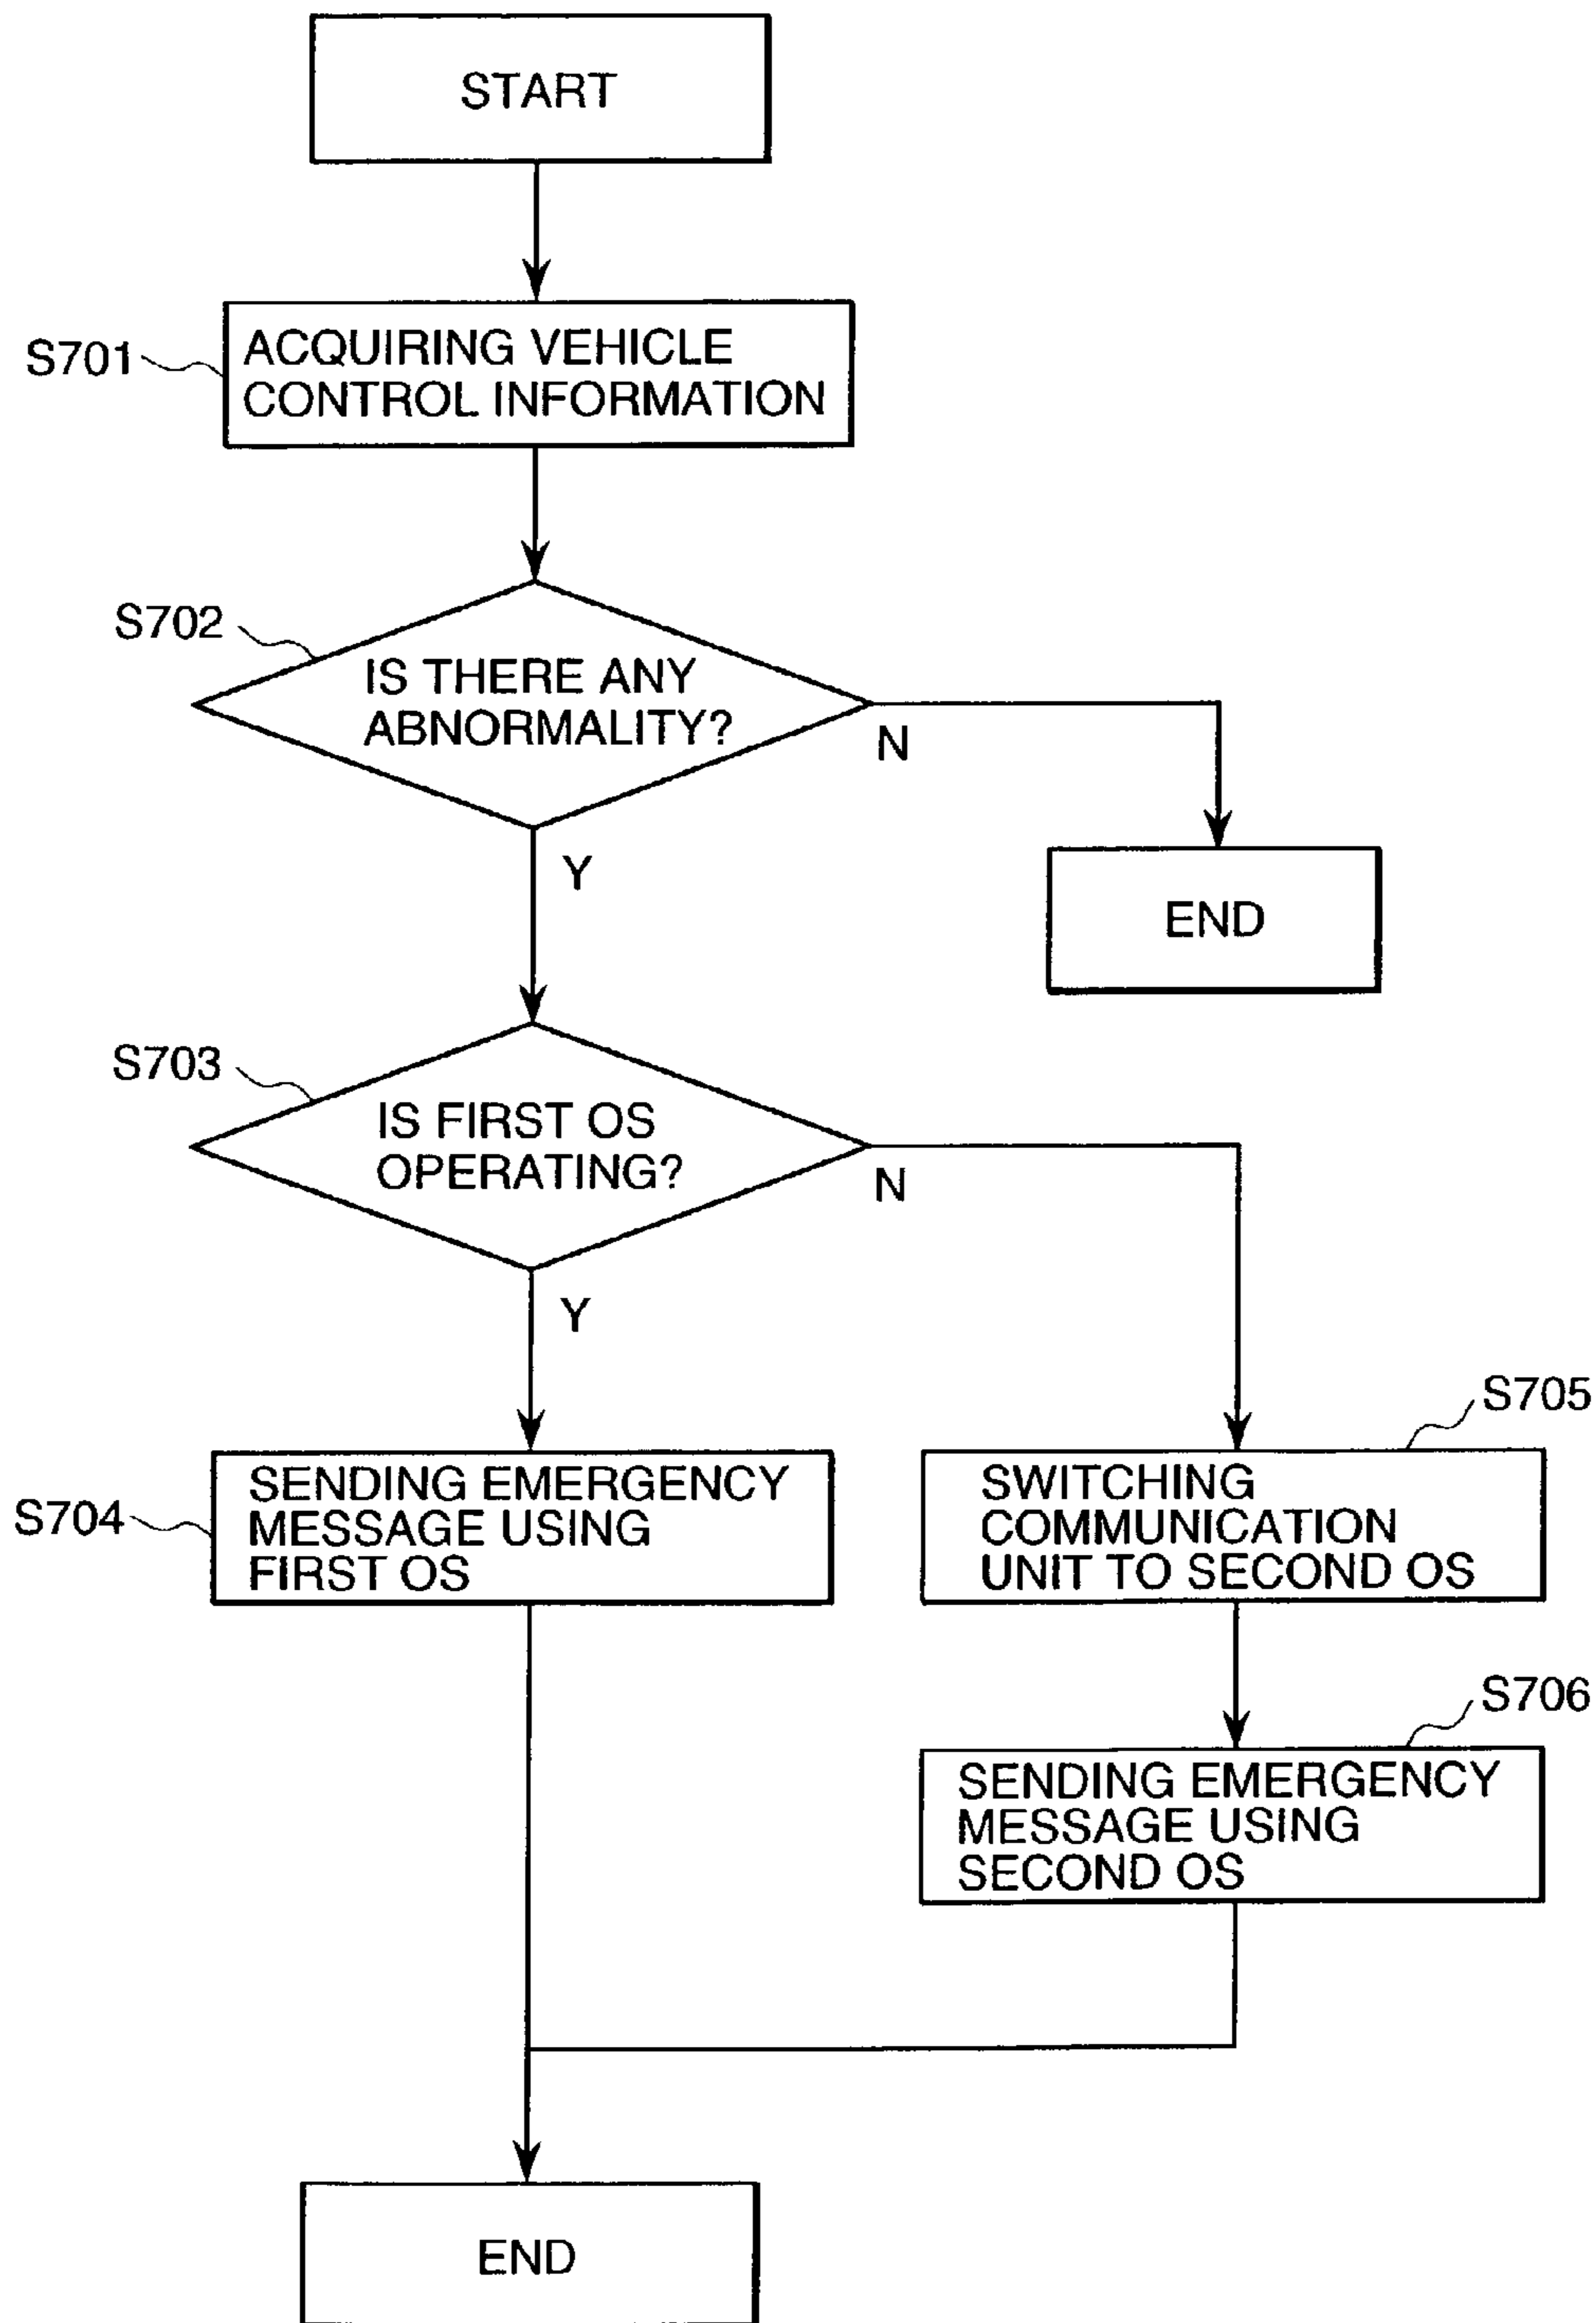 START
S701
ACQUIRING VEHICLE
CONTROL INFORMATION
S702
IS THERE ANY
ABNORMALITY?
N
Y
END
S703
IS FIRST OS
OPERATING?
N
Y
S704
SENDING EMERGENCY
MESSAGE USING
FIRST OS
S705
SWITCHING
COMMUNICATION
UNIT TO SECOND OS
S706
SENDING EMERGENCY
MESSAGE USING
SECOND OS
END